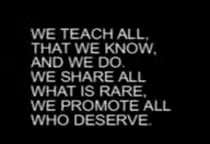 WE TEACH ALL,
THAT WE KNOW,
AND WE DO.
WE SHARE ALL
WHAT IS RARE,
WE PROMOTE ALL
WHO DESERVE.